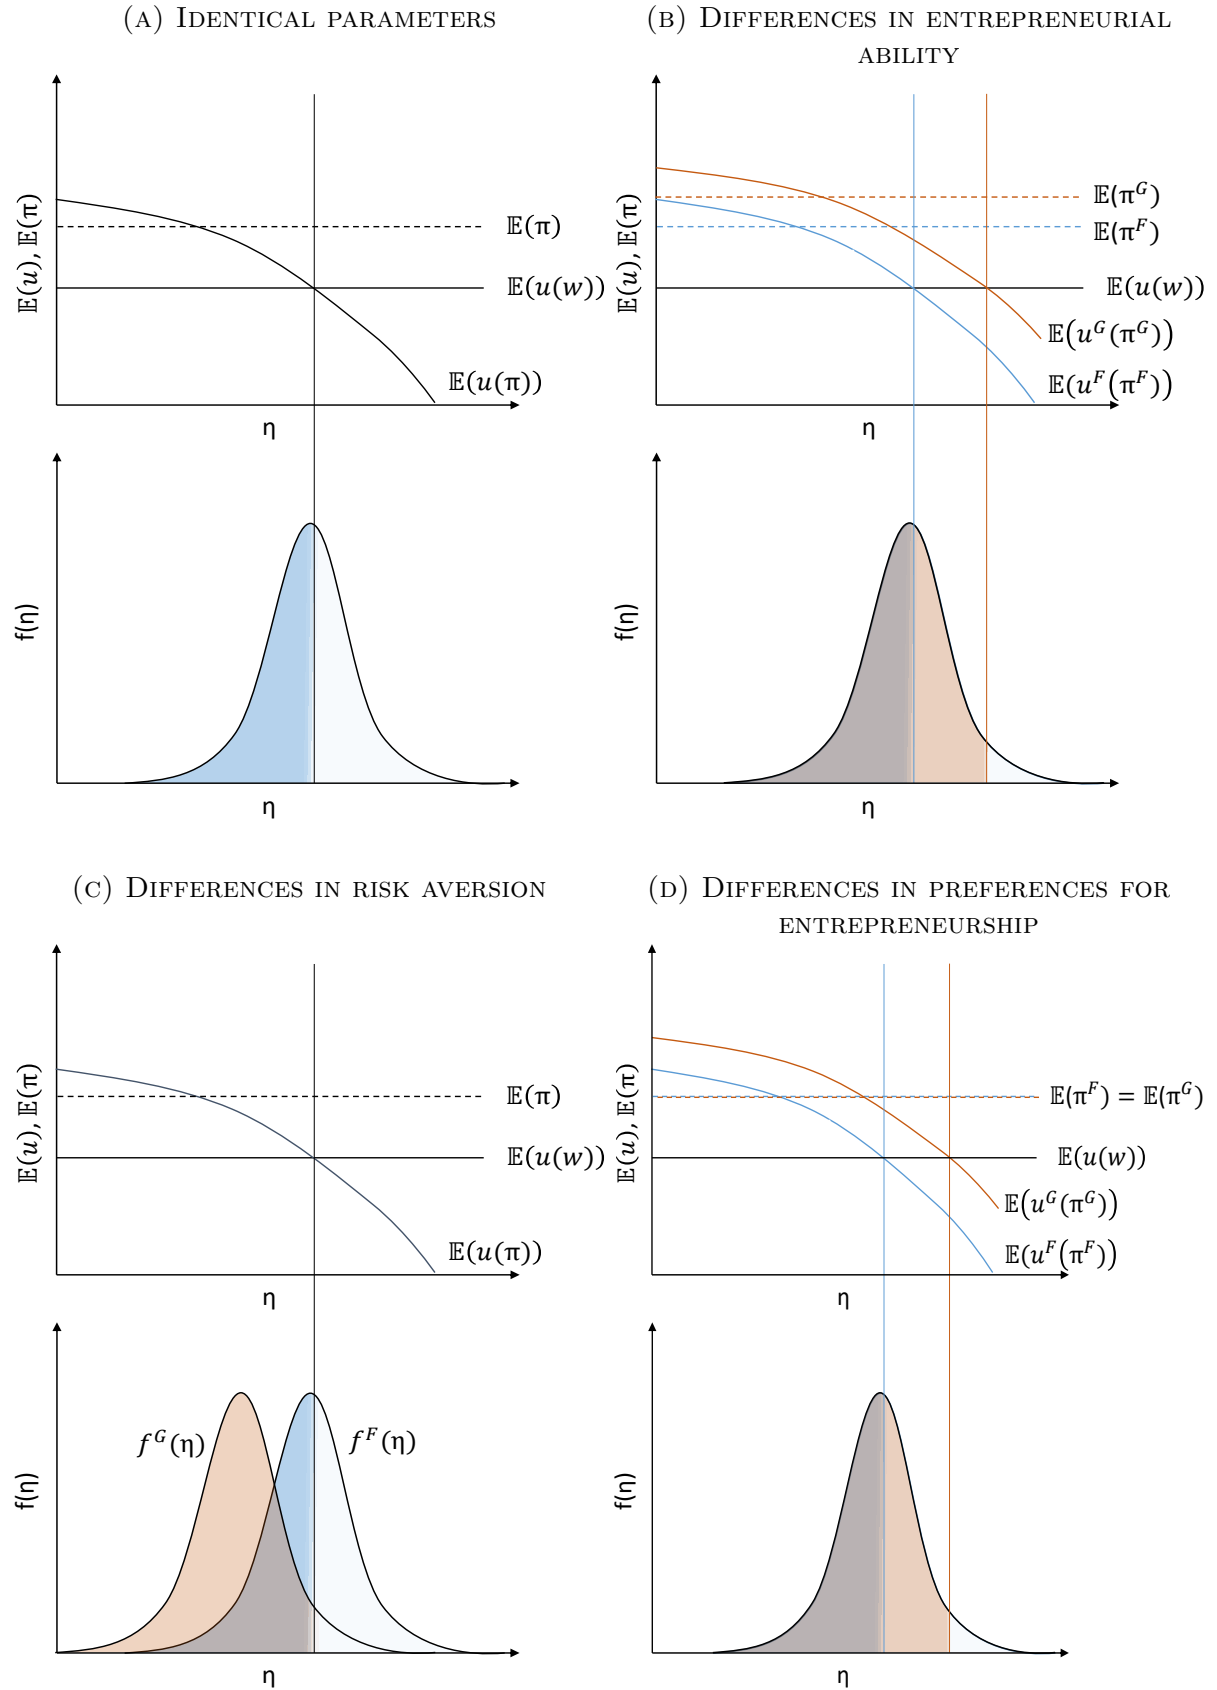 (A) IDENTICAL PARAMETERS
𝔼(u), 𝔼(π)
𝔼(π)
𝔼(u(w))
𝔼(u(π))
η
f(η)
η
(B) DIFFERENCES IN ENTREPRENEURIAL
ABILITY
𝔼(u), 𝔼(π)
𝔼(π^G)
𝔼(π^F)
𝔼(u(w))
𝔼(u^G(π^G))
𝔼(u^F(π^F))
η
f(η)
η
(C) DIFFERENCES IN RISK AVERSION
𝔼(u), 𝔼(π)
𝔼(π)
𝔼(u(w))
𝔼(u(π))
η
f(η)
f^G(η)
f^F(η)
η
(D) DIFFERENCES IN PREFERENCES FOR
ENTREPRENEURSHIP
𝔼(u), 𝔼(π)
𝔼(π^F) = 𝔼(π^G)
𝔼(u(w))
𝔼(u^G(π^G))
𝔼(u^F(π^F))
η
f(η)
η